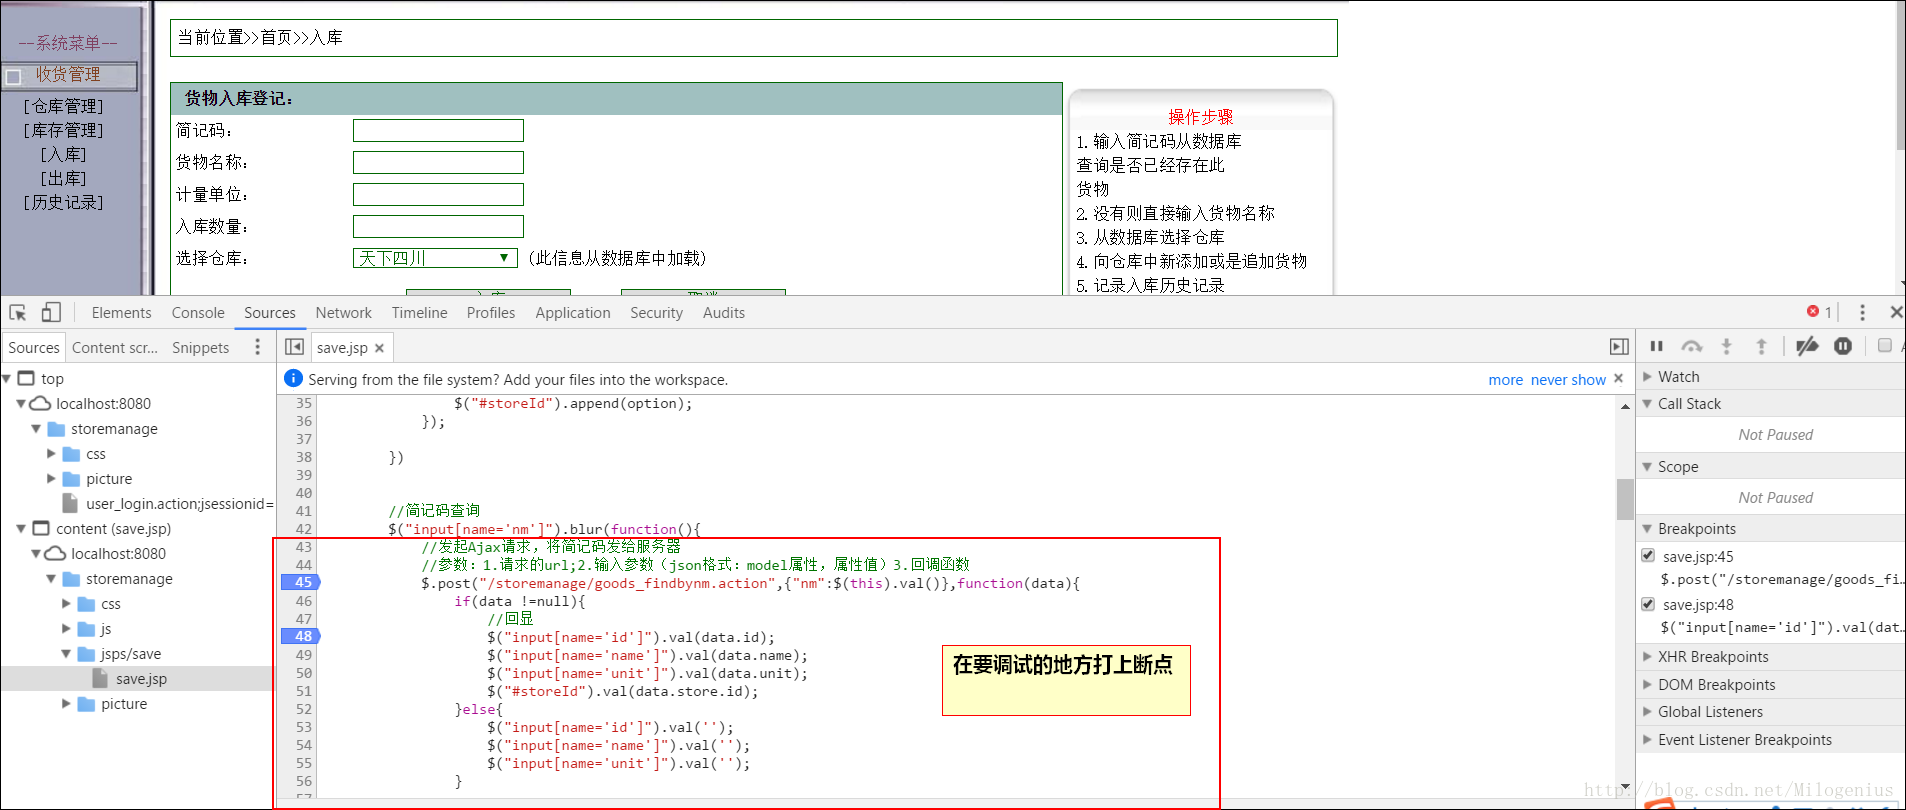 --系统菜单--
收货管理
[仓库管理]
[库存管理]
[入库]
[出库]
[历史记录]
当前位置>>首页>>入库
货物入库登记：
简记码：
货物名称：
计量单位：
入库数量：
选择仓库：
天下四川
(此信息从数据库中加载)
入库
取消
操作步骤
1.输入简记码从数据库
查询是否已经存在此
货物
2.没有则直接输入货物名称
3.从数据库选择仓库
4.向仓库中新添加或是追加货物
5.记录入库历史记录
Elements Console Sources Network Timeline Profiles Application Security Audits
1
Sources Content scr... Snippets
save.jsp
Serving from the file system? Add your files into the workspace.
more never show
top
localhost:8080
storemanage
css
picture
user_login.action;jsessionid=
content (save.jsp)
localhost:8080
storemanage
css
js
jsps/save
save.jsp
picture
35 $("#storeId").append(option);
36 });
37
38 })
39
40
41 //简记码查询
42 $("input[name='nm']").blur(function(){
43 //发起Ajax请求，将简记码发给服务器
44 //参数：1.请求的url;2.输入参数（json格式：model属性，属性值）3.回调函数
45 $.post("/storemanage/goods_findbynm.action",{"nm":$(this).val()},function(data){
46 if(data !=null){
47 //回显
48 $("input[name='id']").val(data.id);
49 $("input[name='name']").val(data.name);
50 $("input[name='unit']").val(data.unit);
51 $("#storeId").val(data.store.id);
52 }else{
53 $("input[name='id']").val('');
54 $("input[name='name']").val('');
55 $("input[name='unit']").val('');
56 }
57
在要调试的地方打上断点
Watch
Call Stack
Not Paused
Scope
Not Paused
Breakpoints
save.jsp:45
$.post("/storemanage/goods_fi...
save.jsp:48
$("input[name='id']").val(dat...
XHR Breakpoints
DOM Breakpoints
Global Listeners
Event Listener Breakpoints
http://blog.csdn.net/Milogenius